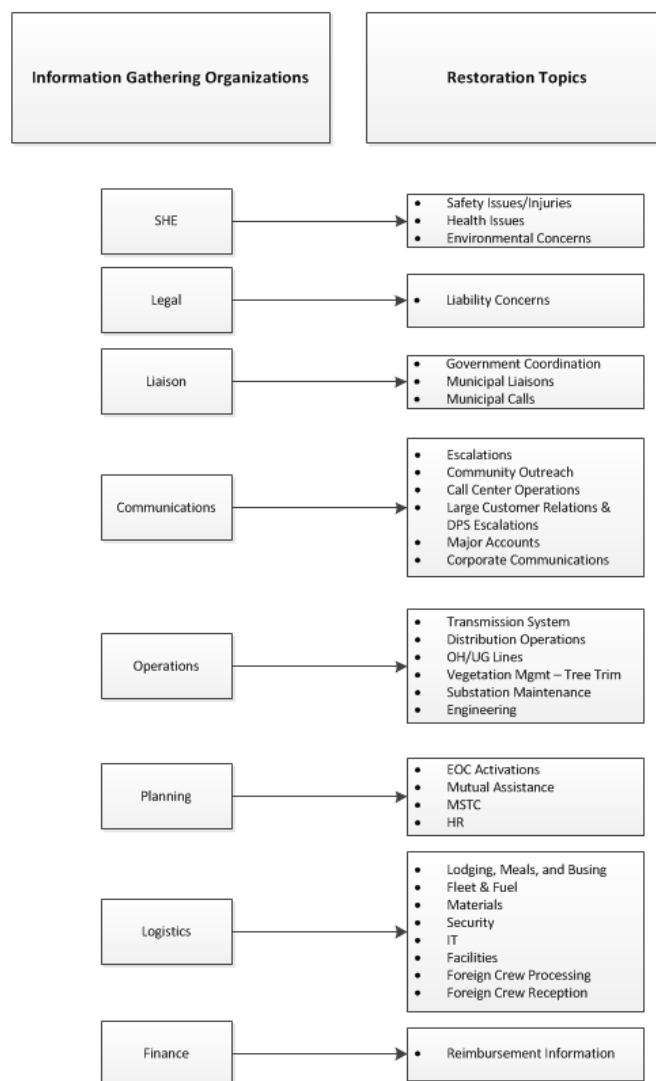 Information Gathering Organizations
Restoration Topics
SHE
• Safety Issues/Injuries
• Health Issues
• Environmental Concerns
Legal
• Liability Concerns
Liaison
• Government Coordination
• Municipal Liaisons
• Municipal Calls
Communications
• Escalations
• Community Outreach
• Call Center Operations
• Large Customer Relations &
DPS Escalations
• Major Accounts
• Corporate Communications
Operations
• Transmission System
• Distribution Operations
• OH/UG Lines
• Vegetation Mgmt – Tree Trim
• Substation Maintenance
• Engineering
Planning
• EOC Activations
• Mutual Assistance
• MSTC
• HR
Logistics
• Lodging, Meals, and Busing
• Fleet & Fuel
• Materials
• Security
• IT
• Facilities
• Foreign Crew Processing
• Foreign Crew Reception
Finance
• Reimbursement Information